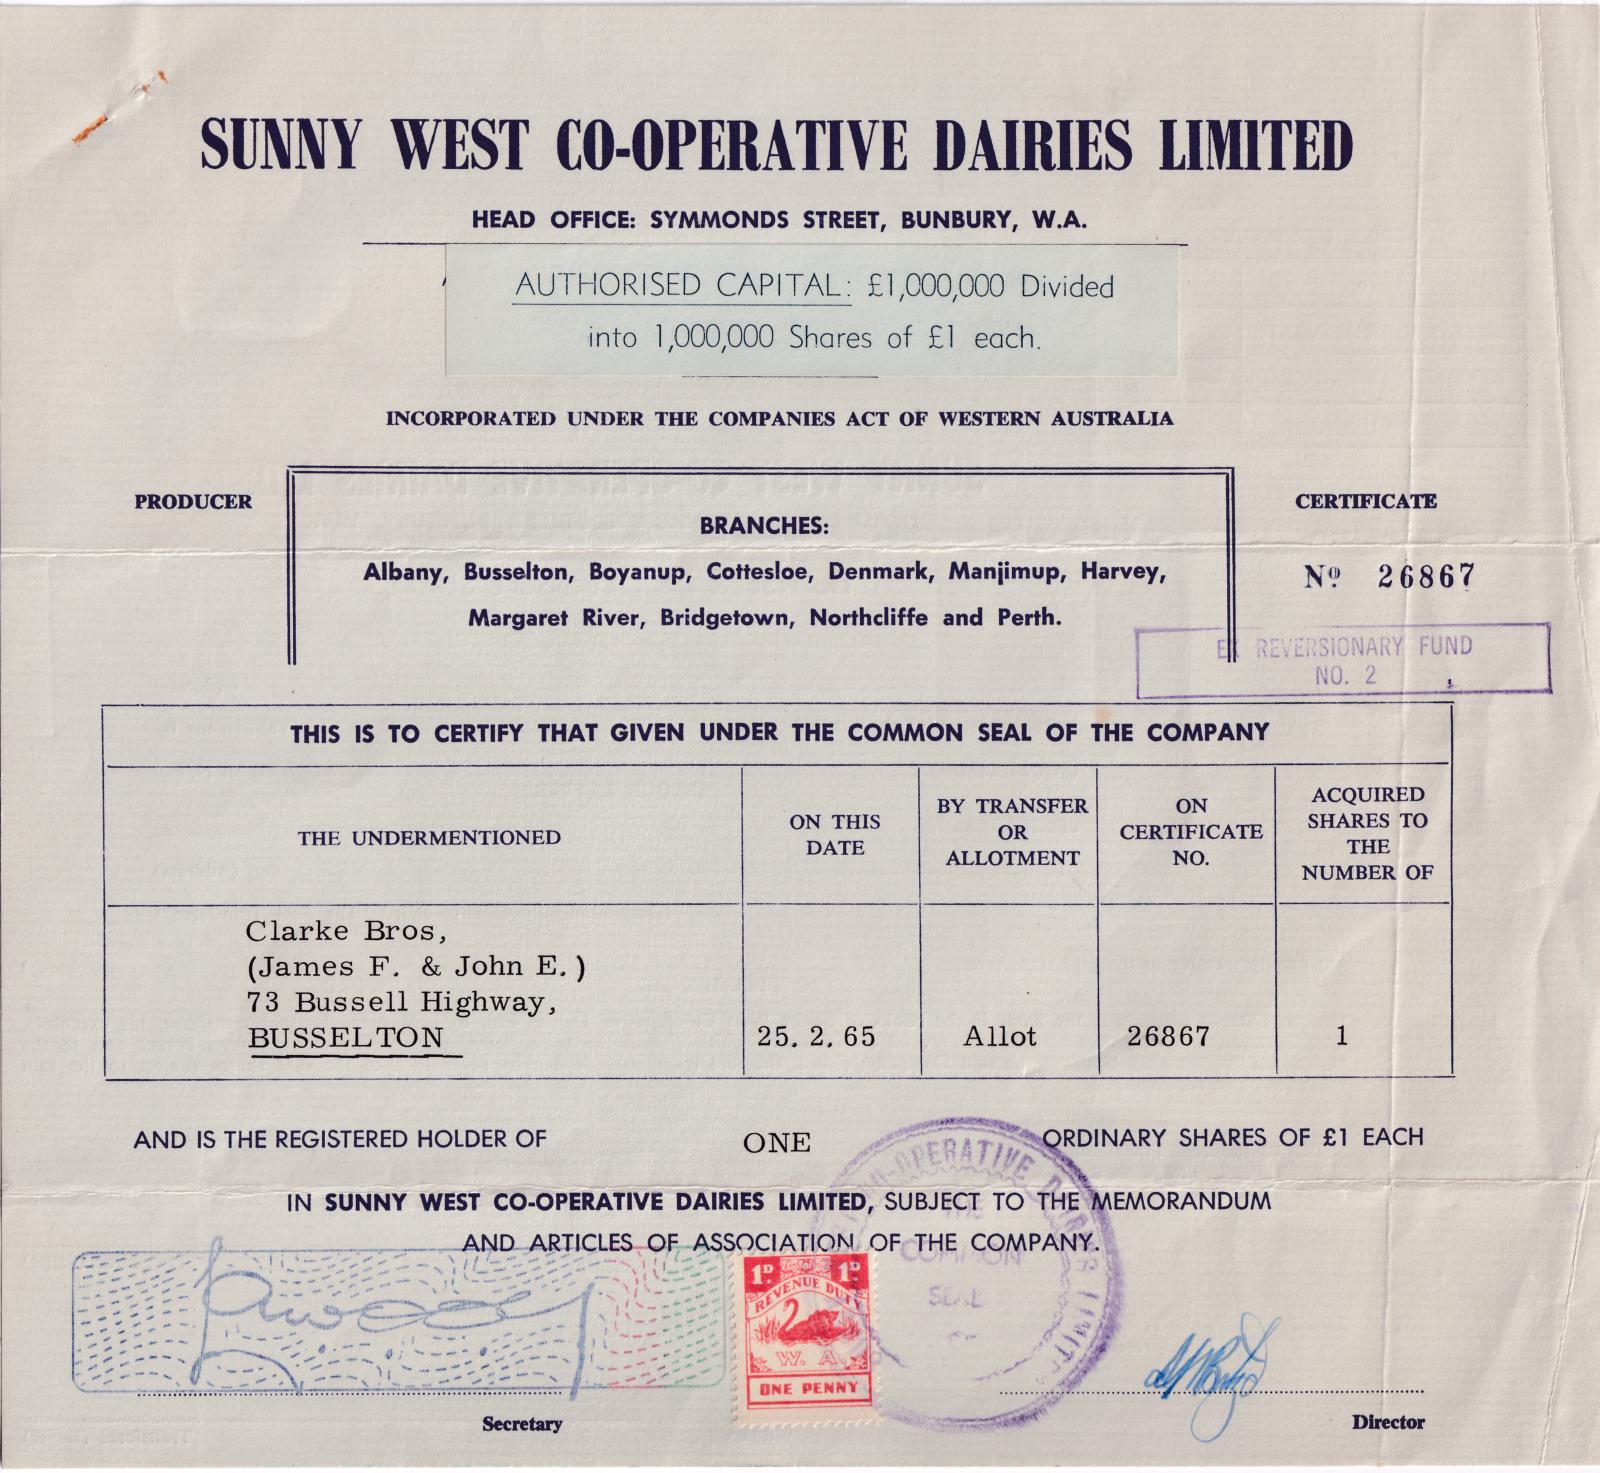 SUNNY WEST CO-OPERATIVE DAIRIES LIMITED
HEAD OFFICE: SYMMONDS STREET, BUNBURY, W.A.
AUTHORISED CAPITAL: £1,000,000 Divided
into 1,000,000 Shares of £1 each.
INCORPORATED UNDER THE COMPANIES ACT OF WESTERN AUSTRALIA
PRODUCER
BRANCHES:
Albany, Busselton, Boyanup, Cottesloe, Denmark, Manjimup, Harvey,
Margaret River, Bridgetown, Northcliffe and Perth.
CERTIFICATE
Nº 26867
EX REVERSIONARY FUND
NO. 2
THIS IS TO CERTIFY THAT GIVEN UNDER THE COMMON SEAL OF THE COMPANY
THE UNDERMENTIONED
ON THIS
DATE
BY TRANSFER
OR
ALLOTMENT
ON
CERTIFICATE
NO.
ACQUIRED
SHARES TO
THE
NUMBER OF
Clarke Bros,
(James F. & John E.)
73 Bussell Highway,
BUSSELTON
25. 2. 65
Allot
26867
1
AND IS THE REGISTERED HOLDER OF ONE ORDINARY SHARES OF £1 EACH
IN SUNNY WEST CO-OPERATIVE DAIRIES LIMITED, SUBJECT TO THE MEMORANDUM
AND ARTICLES OF ASSOCIATION OF THE COMPANY.
CO-OPERATIVE DAIRIES LIMITED
THE
COMMON
SEAL
1D. 1D.
REVENUE DUTY
W. A.
ONE PENNY
Secretary
Director